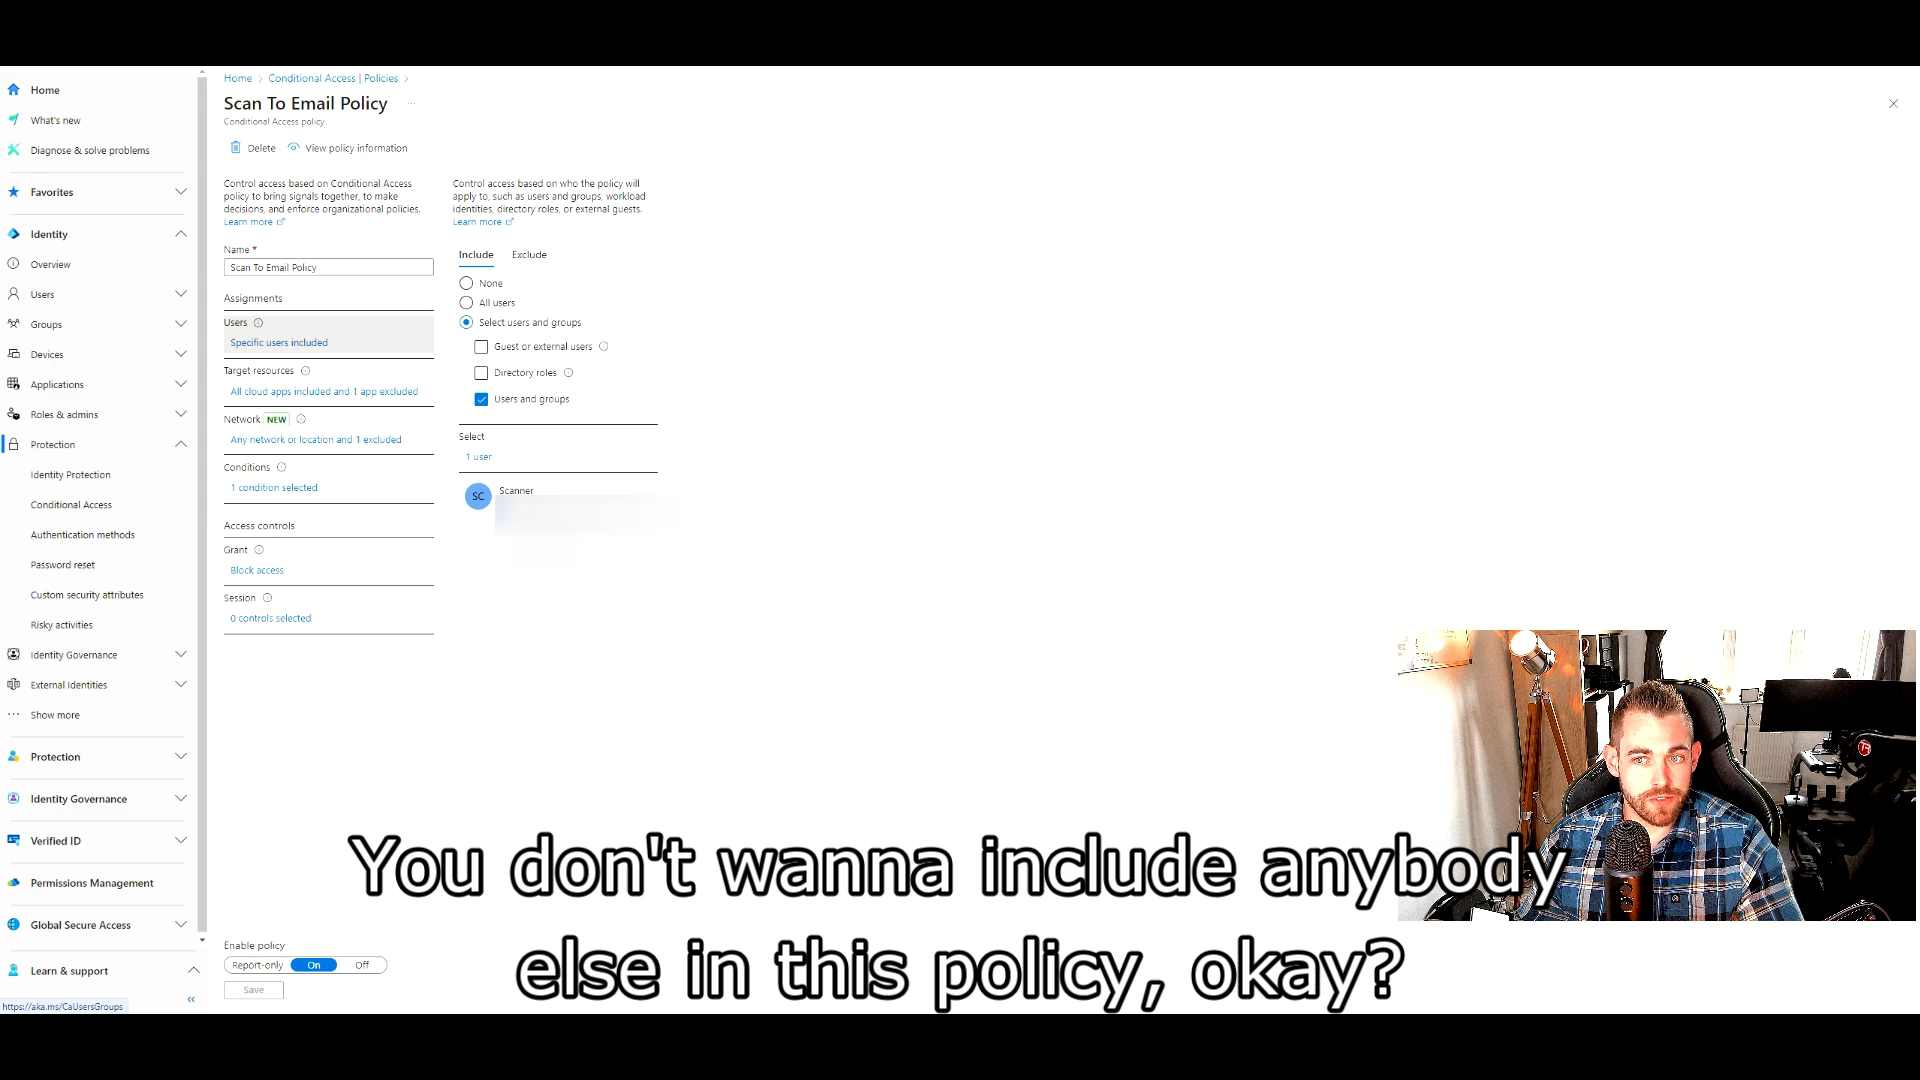 Home
What's new
Diagnose & solve problems
Favorites
Identity
Overview
Users
Groups
Devices
Applications
Roles & admins
Protection
Identity Protection
Conditional Access
Authentication methods
Password reset
Custom security attributes
Risky activities
Identity Governance
External Identities
Show more
Protection
Identity Governance
Verified ID
Permissions Management
Global Secure Access
Learn & support
https://aka.ms/CaUsersGroups
Home > Conditional Access | Policies >
Scan To Email Policy ...
Conditional Access policy
Delete View policy information
Control access based on Conditional Access
policy to bring signals together, to make
decisions, and enforce organizational policies.
Learn more
Name *
Scan To Email Policy
Assignments
Users
Specific users included
Target resources
All cloud apps included and 1 app excluded
Network NEW
Any network or location and 1 excluded
Conditions
1 condition selected
Access controls
Grant
Block access
Session
0 controls selected
Enable policy
Report-only On Off
Save
Control access based on who the policy will
apply to, such as users and groups, workload
identities, directory roles, or external guests.
Learn more
Include Exclude
None
All users
Select users and groups
Guest or external users
Directory roles
Users and groups
Select
1 user
SC Scanner
You don't wanna include anybody
else in this policy, okay?